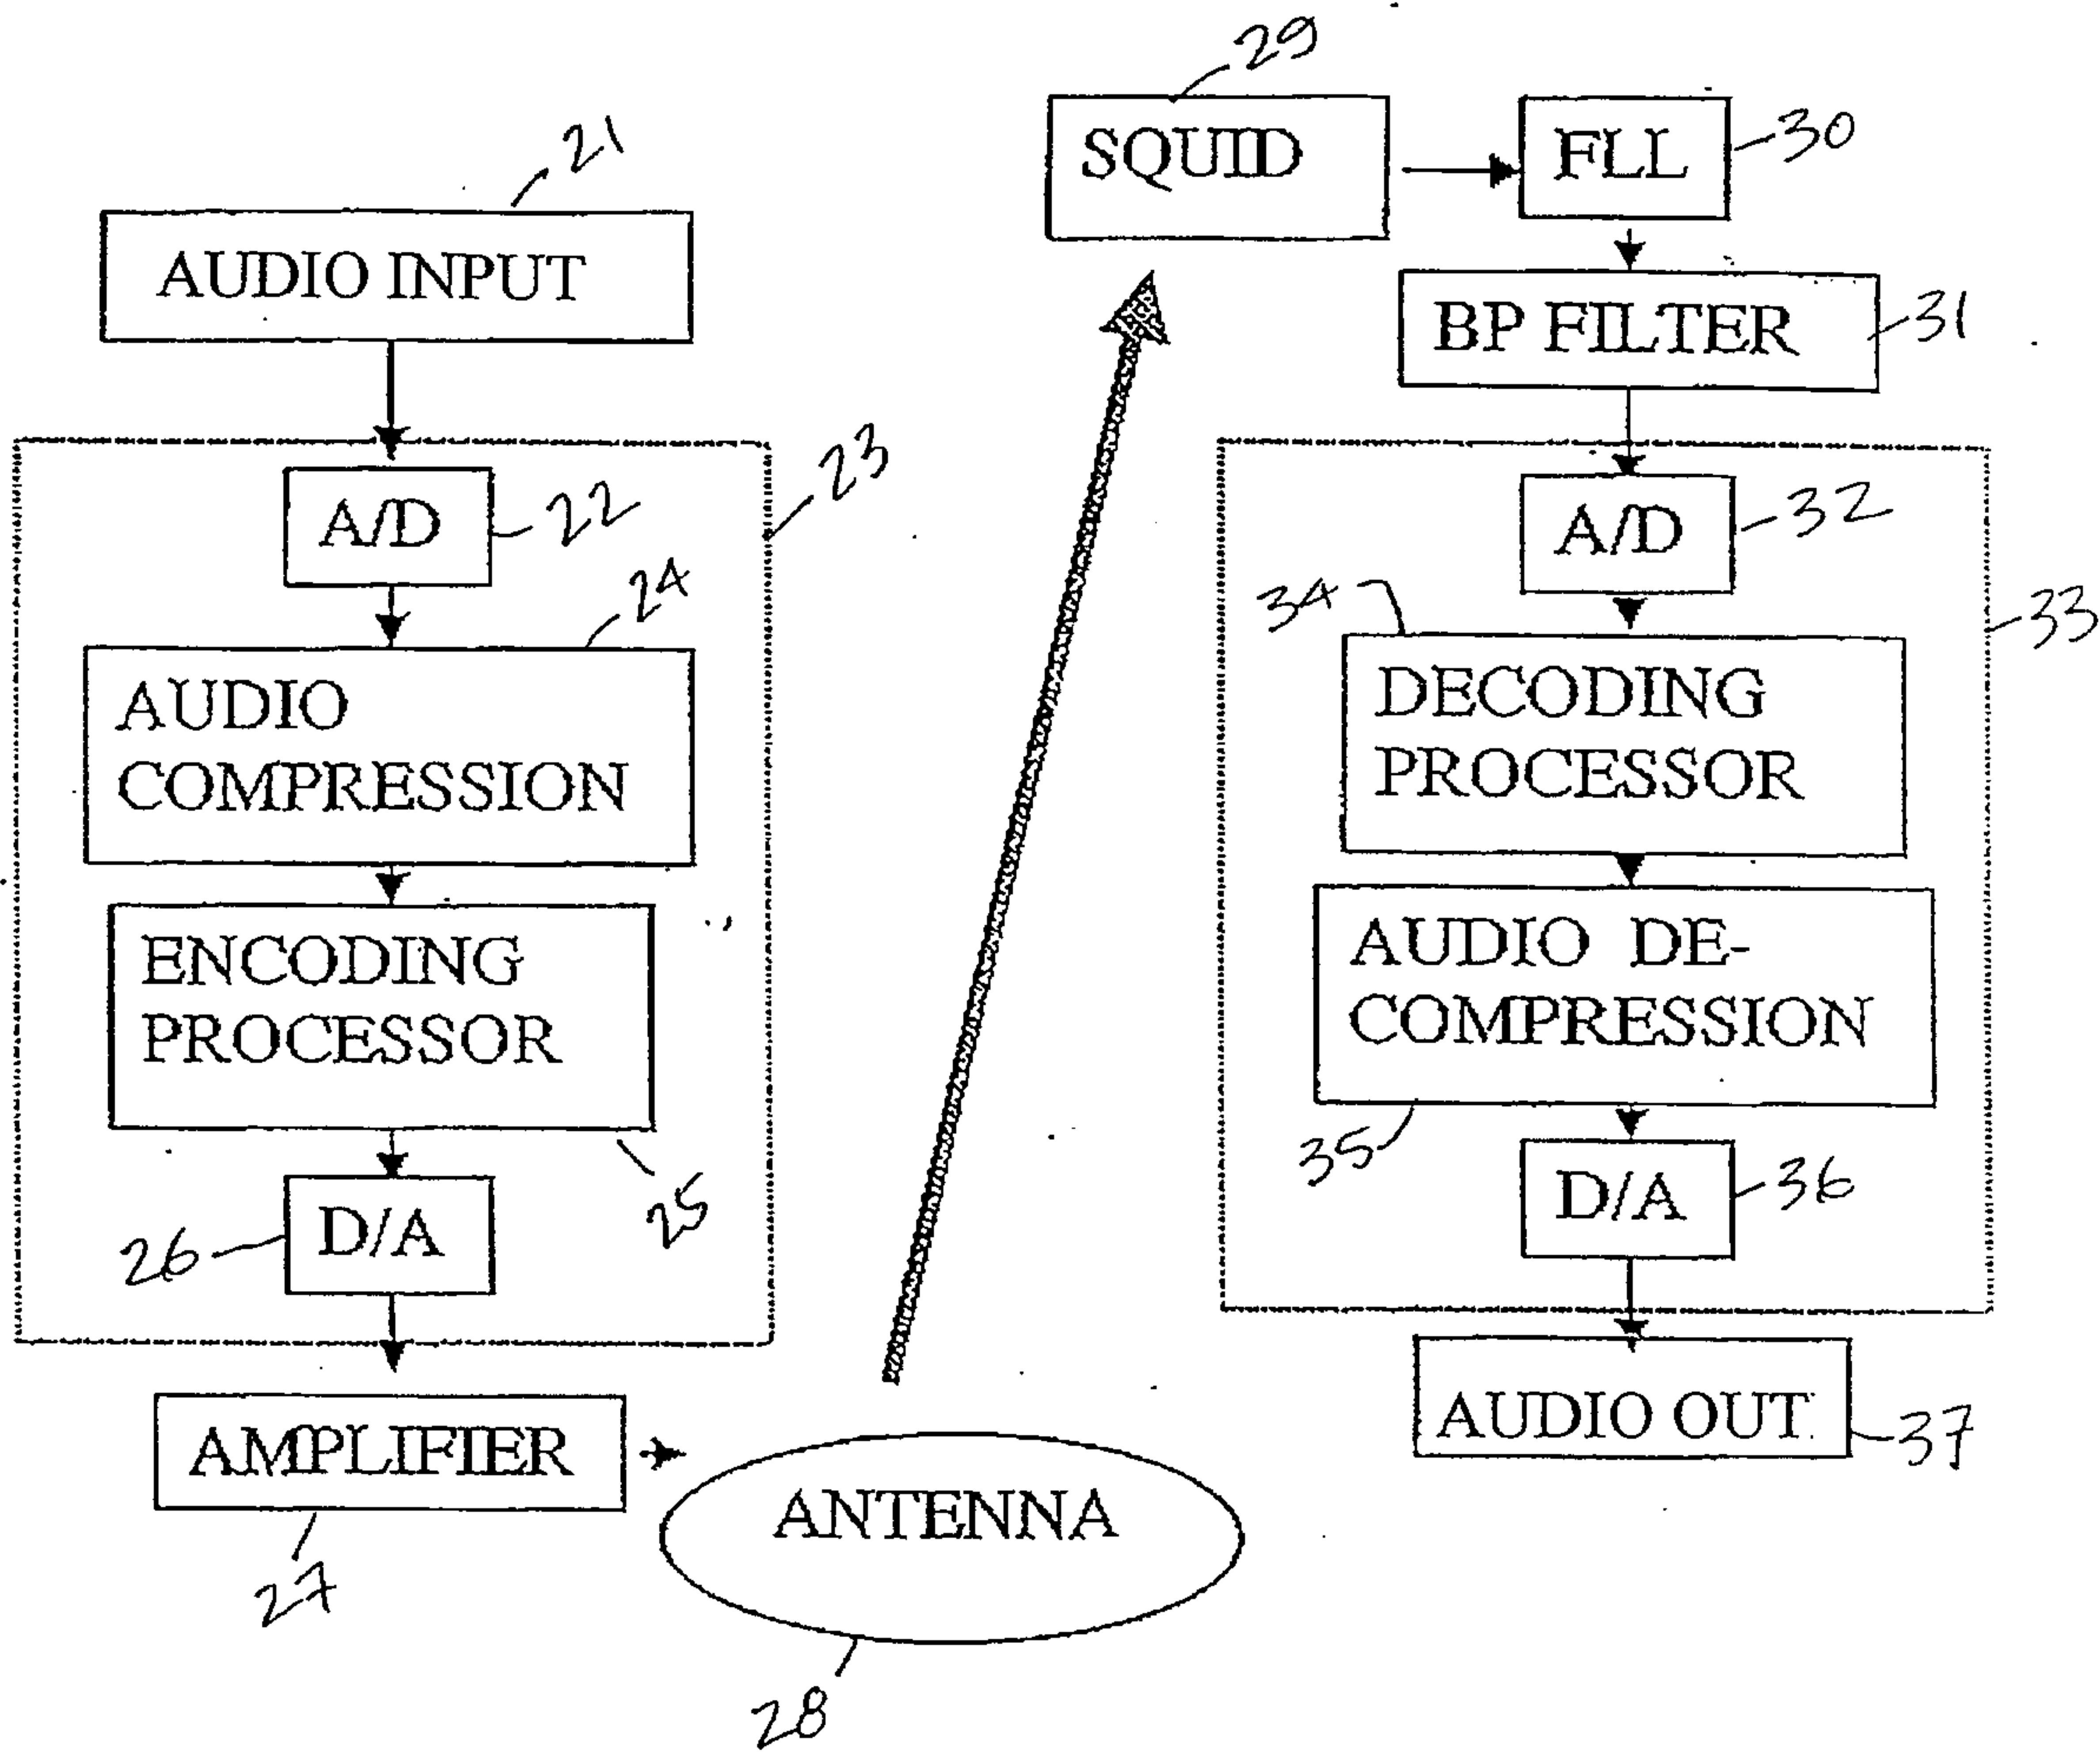 21
AUDIO INPUT
23
A/D
22
24
AUDIO
COMPRESSION
ENCODING
PROCESSOR
25
D/A
26
AMPLIFIER
27
ANTENNA
28
29
SQUID
FLL
30
BP FILTER
31
A/D
32
33
34
DECODING
PROCESSOR
AUDIO DE-
COMPRESSION
35
D/A
36
AUDIO OUT
37